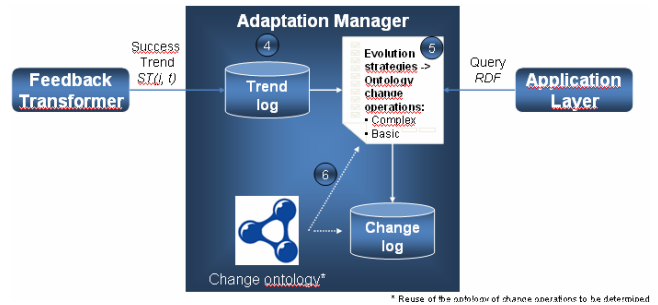 Adaptation Manager
Success
Trend
ST(i, t)
Feedback
Transformer
4
Trend
log
5
Evolution
strategies ->
Ontology
change
operations:
• Complex
• Basic
Query
RDF
Application
Layer
6
Change
log
Change ontology*
* Reuse of the ontology of change operations to be determined